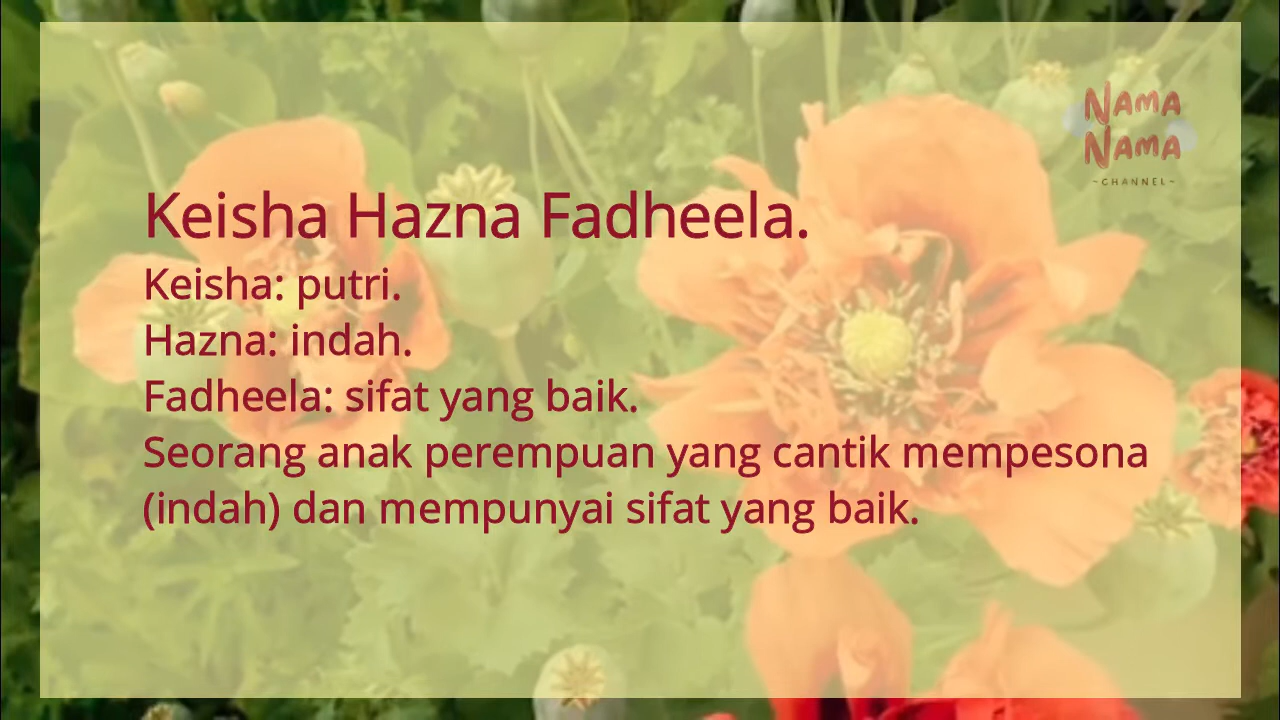 NAMA
NAMA
~CHANNEL~
Keisha Hazna Fadheela.
Keisha: putri.
Hazna: indah.
Fadheela: sifat yang baik.
Seorang anak perempuan yang cantik mempesona
(indah) dan mempunyai sifat yang baik.